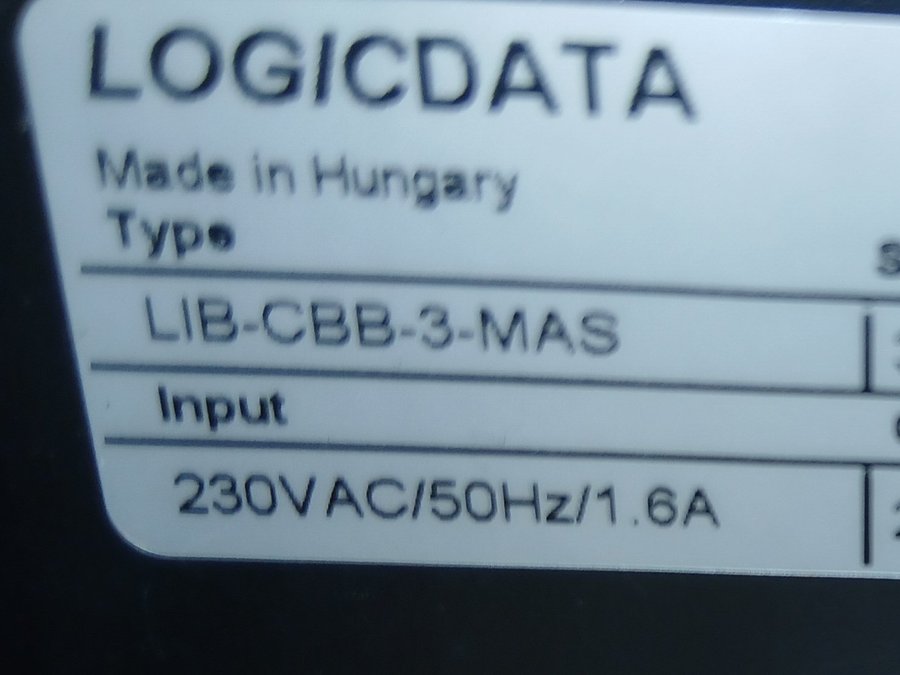 LOGICDATA
Made in Hungary
Type
LIB-CBB-3-MAS
Input
230VAC/50Hz/1.6A